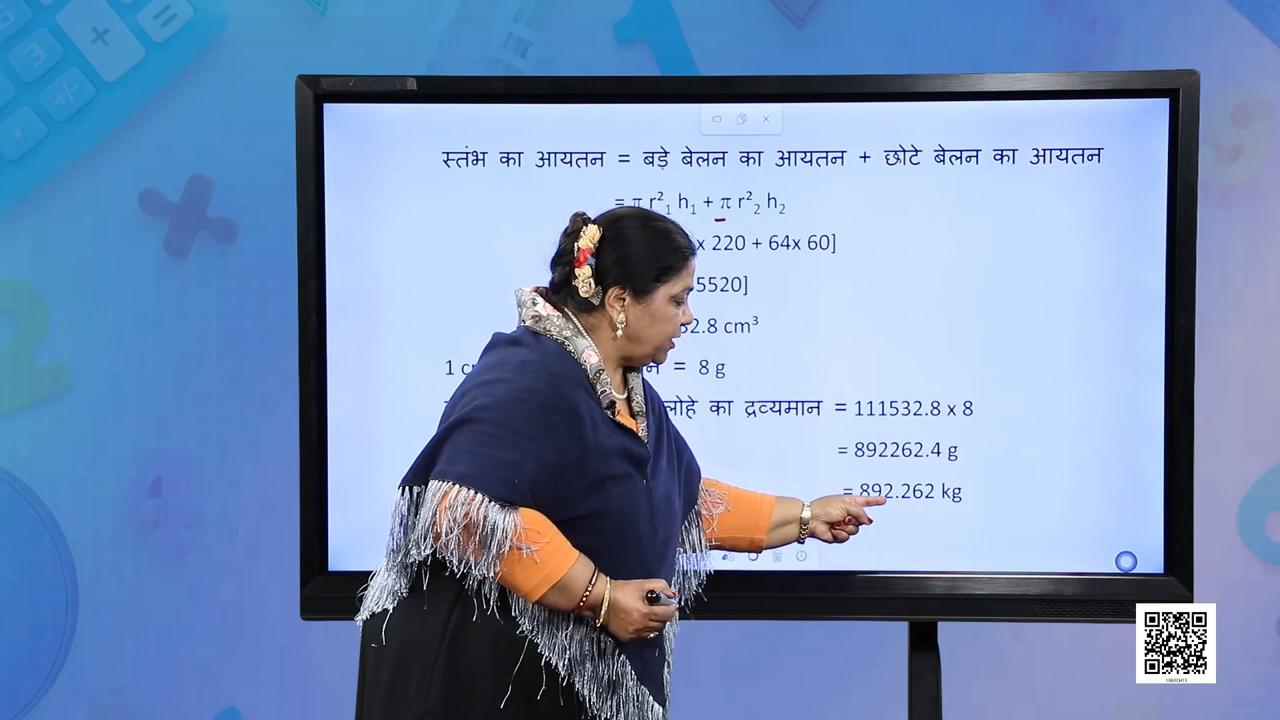 स्तंभ का आयतन = बड़े बेलन का आयतन + छोटे बेलन का आयतन
= π r²₁ h₁ + π r²₂ h₂
x 220 + 64x 60]
5520]
2.8 cm³
= 8 g
लोहे का द्रव्यमान = 111532.8 x 8
= 892262.4 g
= 892.262 kg